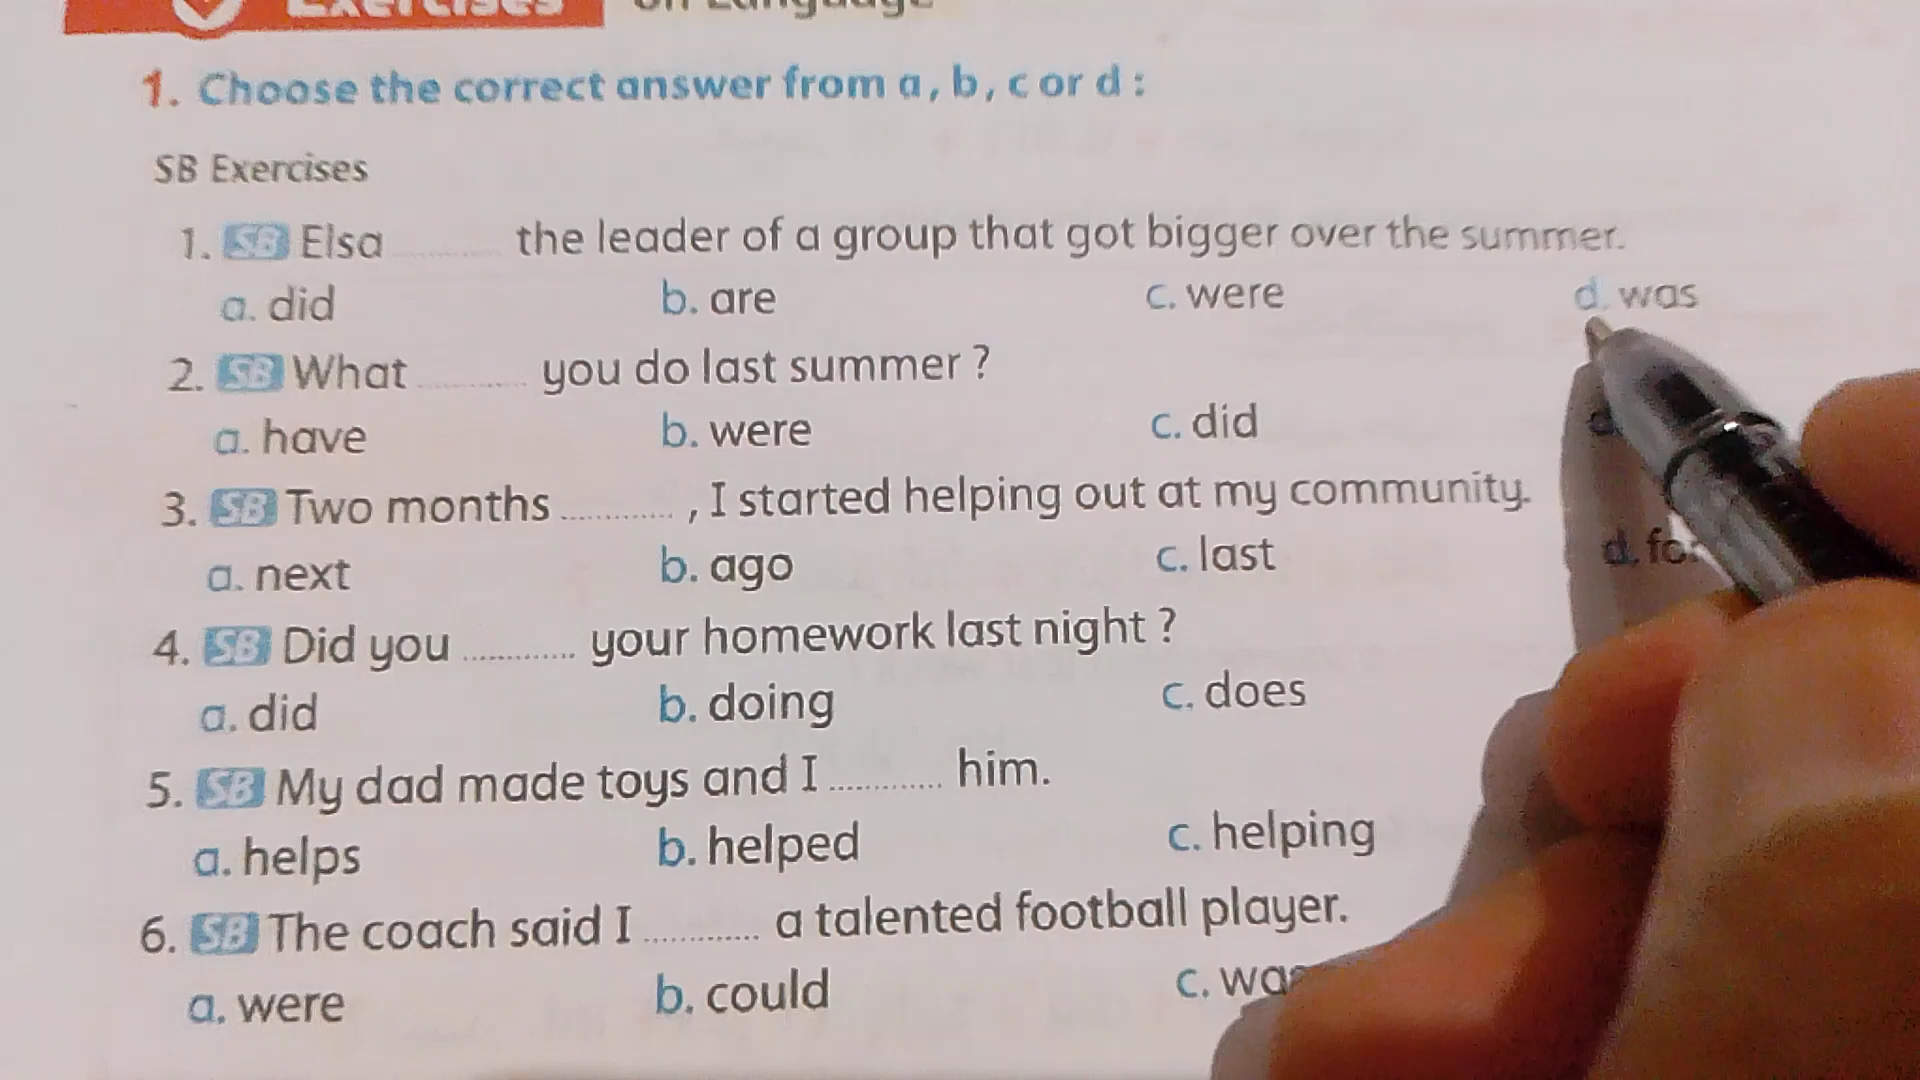 Exercises on Language
1. Choose the correct answer from a, b, c or d :
SB Exercises
1. SB Elsa ............ the leader of a group that got bigger over the summer.
a. did b. are c. were d. was
2. SB What ............ you do last summer ?
a. have b. were c. did
3. SB Two months ............ , I started helping out at my community.
a. next b. ago c. last d.
4. SB Did you ............ your homework last night ?
a. did b. doing c. does
5. SB My dad made toys and I ............ him.
a. helps b. helped c. helping
6. SB The coach said I ............ a talented football player.
a. were b. could c. was